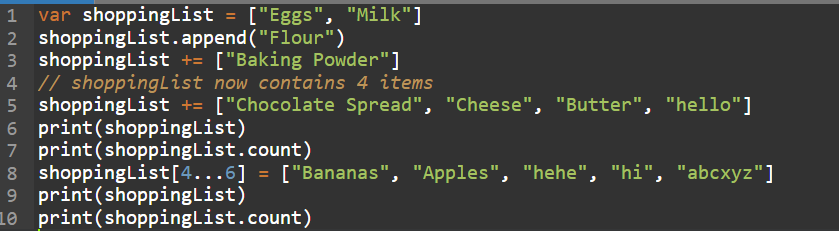 1 var shoppingList = ["Eggs", "Milk"]
2 shoppingList.append("Flour")
3 shoppingList += ["Baking Powder"]
4 // shoppingList now contains 4 items
5 shoppingList += ["Chocolate Spread", "Cheese", "Butter", "hello"]
6 print(shoppingList)
7 print(shoppingList.count)
8 shoppingList[4...6] = ["Bananas", "Apples", "hehe", "hi", "abcxyz"]
9 print(shoppingList)
10 print(shoppingList.count)